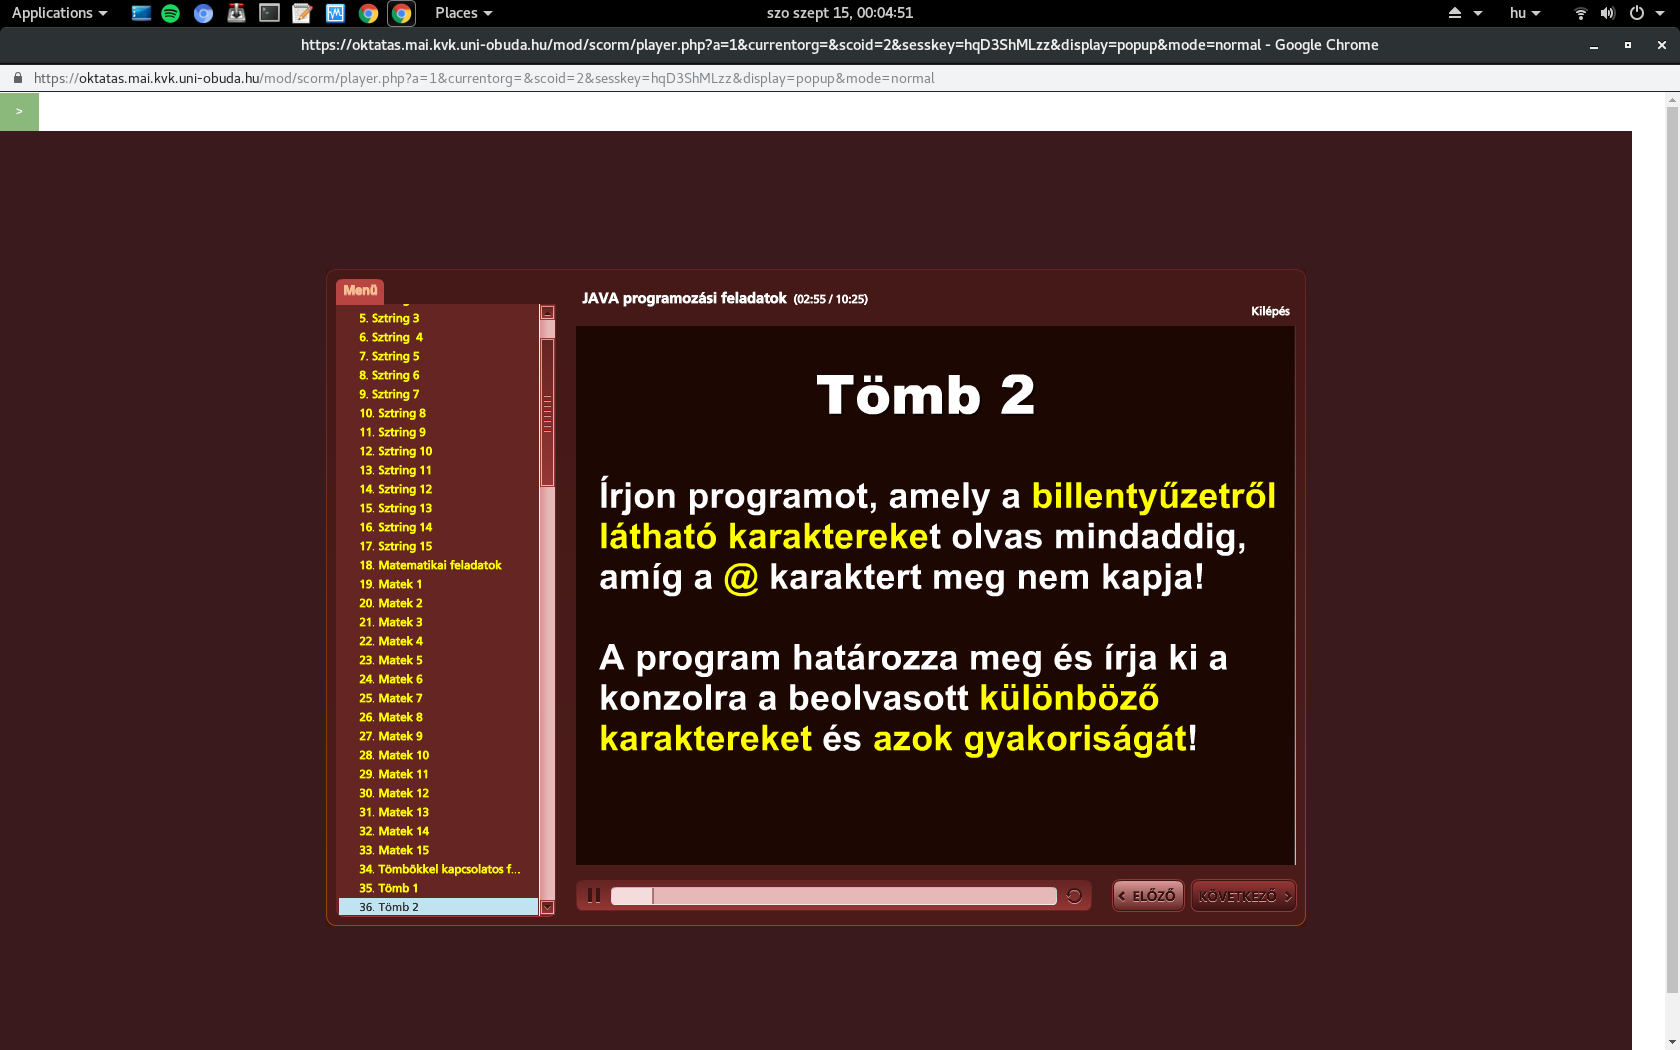 Applications
Places
szo szept 15, 00:04:51
hu
https://oktatas.mai.kvk.uni-obuda.hu/mod/scorm/player.php?a=1&currentorg=&scoid=2&sesskey=hqD3ShMLzz&display=popup&mode=normal - Google Chrome
https://oktatas.mai.kvk.uni-obuda.hu/mod/scorm/player.php?a=1&currentorg=&scoid=2&sesskey=hqD3ShMLzz&display=popup&mode=normal
>
Menü
5. Sztring 3
6. Sztring 4
7. Sztring 5
8. Sztring 6
9. Sztring 7
10. Sztring 8
11. Sztring 9
12. Sztring 10
13. Sztring 11
14. Sztring 12
15. Sztring 13
16. Sztring 14
17. Sztring 15
18. Matematikai feladatok
19. Matek 1
20. Matek 2
21. Matek 3
22. Matek 4
23. Matek 5
24. Matek 6
25. Matek 7
26. Matek 8
27. Matek 9
28. Matek 10
29. Matek 11
30. Matek 12
31. Matek 13
32. Matek 14
33. Matek 15
34. Tömbökkel kapcsolatos f...
35. Tömb 1
36. Tömb 2
JAVA programozási feladatok (02:55 / 10:25)
Kilépés
Tömb 2
Írjon programot, amely a billentyűzetről
látható karaktereket olvas mindaddig,
amíg a @ karaktert meg nem kapja!
A program határozza meg és írja ki a
konzolra a beolvasott különböző
karaktereket és azok gyakoriságát!
< ELŐZŐ
KÖVETKEZŐ >